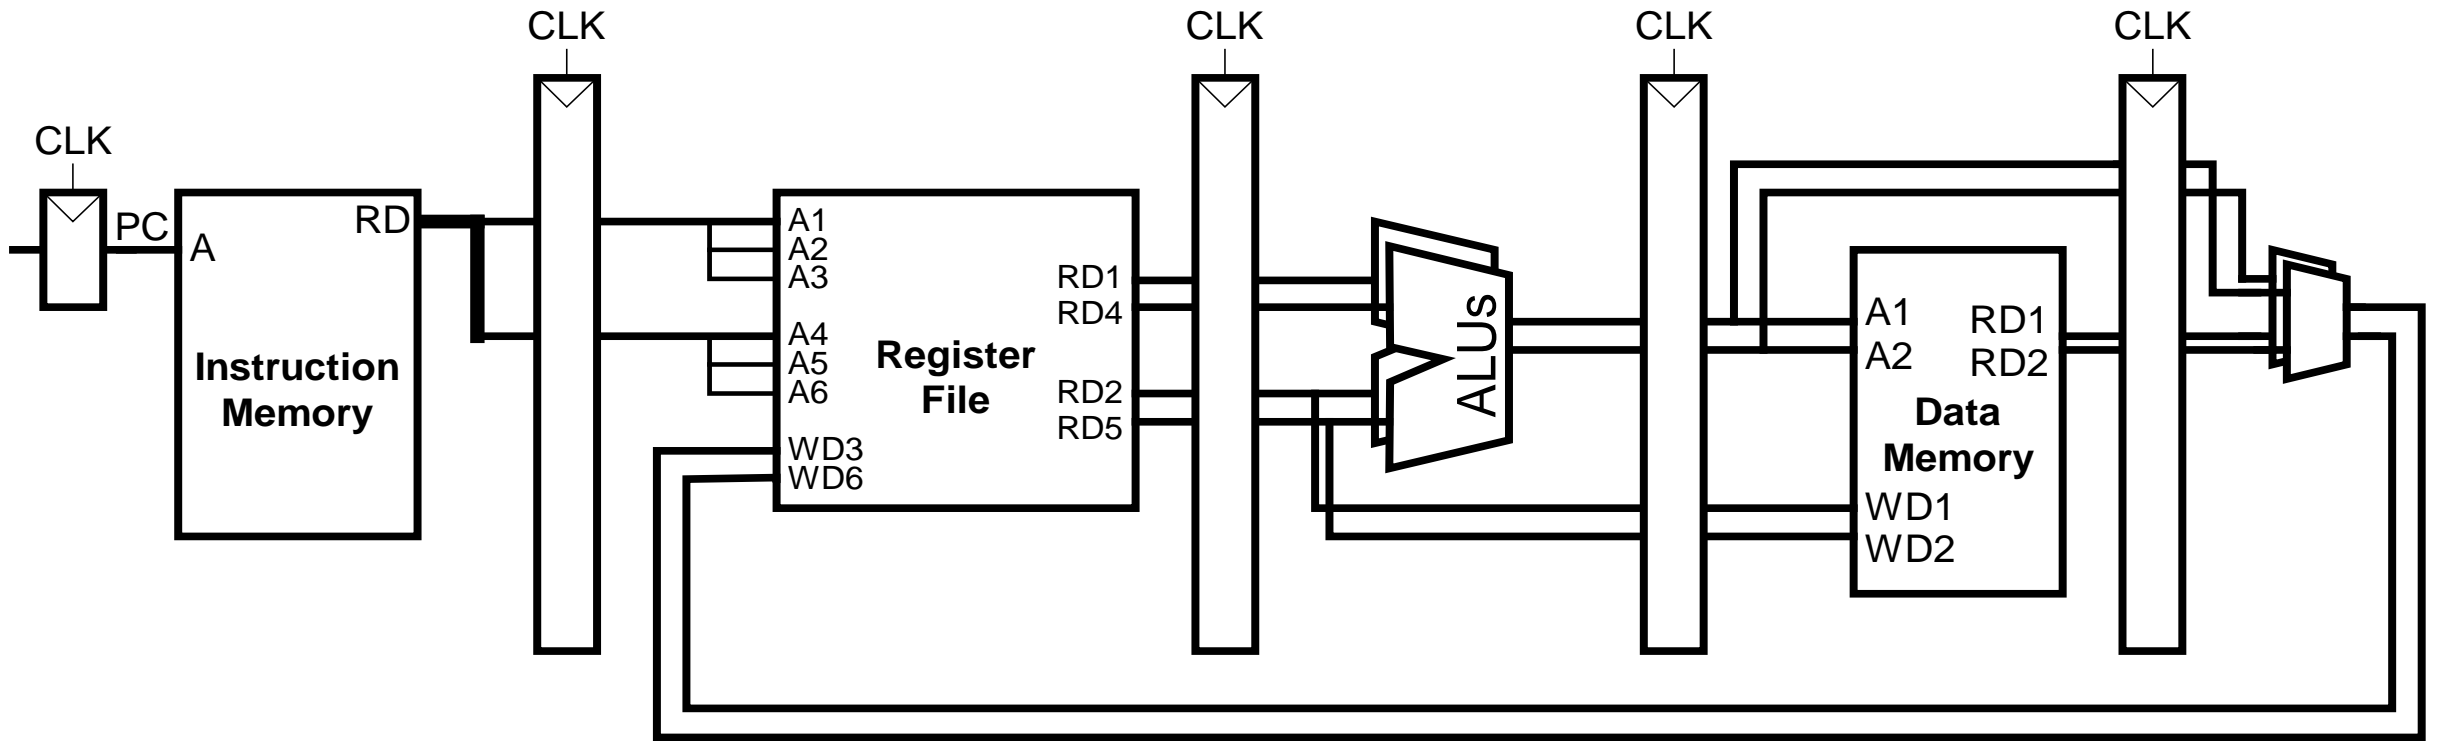 CLK
CLK
CLK
CLK
CLK
PC
A
RD
Instruction
Memory
A1
A2
A3
A4
A5
A6
WD3
WD6
Register
File
RD1
RD4
RD2
RD5
ALUs
A1
A2
RD1
RD2
Data
Memory
WD1
WD2